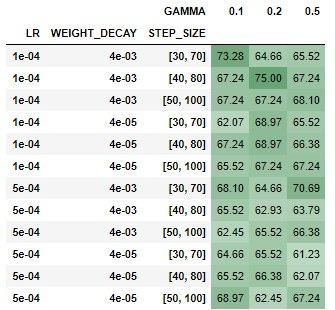 GAMMA 0.1 0.2 0.5
LR WEIGHT_DECAY STEP_SIZE
1e-04 4e-03 [30, 70] 73.28 64.66 65.52
1e-04 4e-03 [40, 80] 67.24 75.00 67.24
1e-04 4e-03 [50, 100] 67.24 67.24 68.10
1e-04 4e-05 [30, 70] 62.07 68.97 65.52
1e-04 4e-05 [40, 80] 67.24 68.97 66.38
1e-04 4e-05 [50, 100] 65.52 67.24 67.24
5e-04 4e-03 [30, 70] 68.10 64.66 70.69
5e-04 4e-03 [40, 80] 65.52 62.93 63.79
5e-04 4e-03 [50, 100] 62.45 65.52 66.38
5e-04 4e-05 [30, 70] 64.66 65.52 61.23
5e-04 4e-05 [40, 80] 65.52 66.38 62.07
5e-04 4e-05 [50, 100] 68.97 62.45 67.24